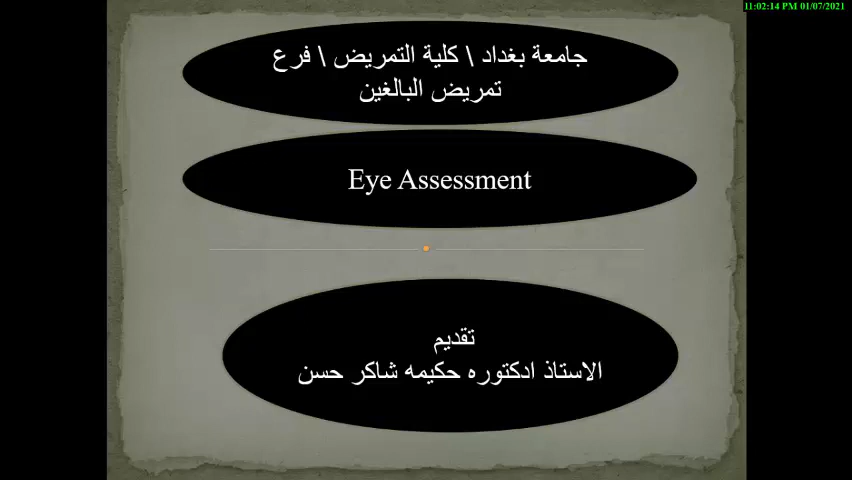 11:02:14 PM 01/07/2021
جامعة بغداد \ كلية التمريض \ فرع
تمريض البالغين
Eye Assessment
تقديم
الاستاذ ادكتوره حكيمه شاكر حسن